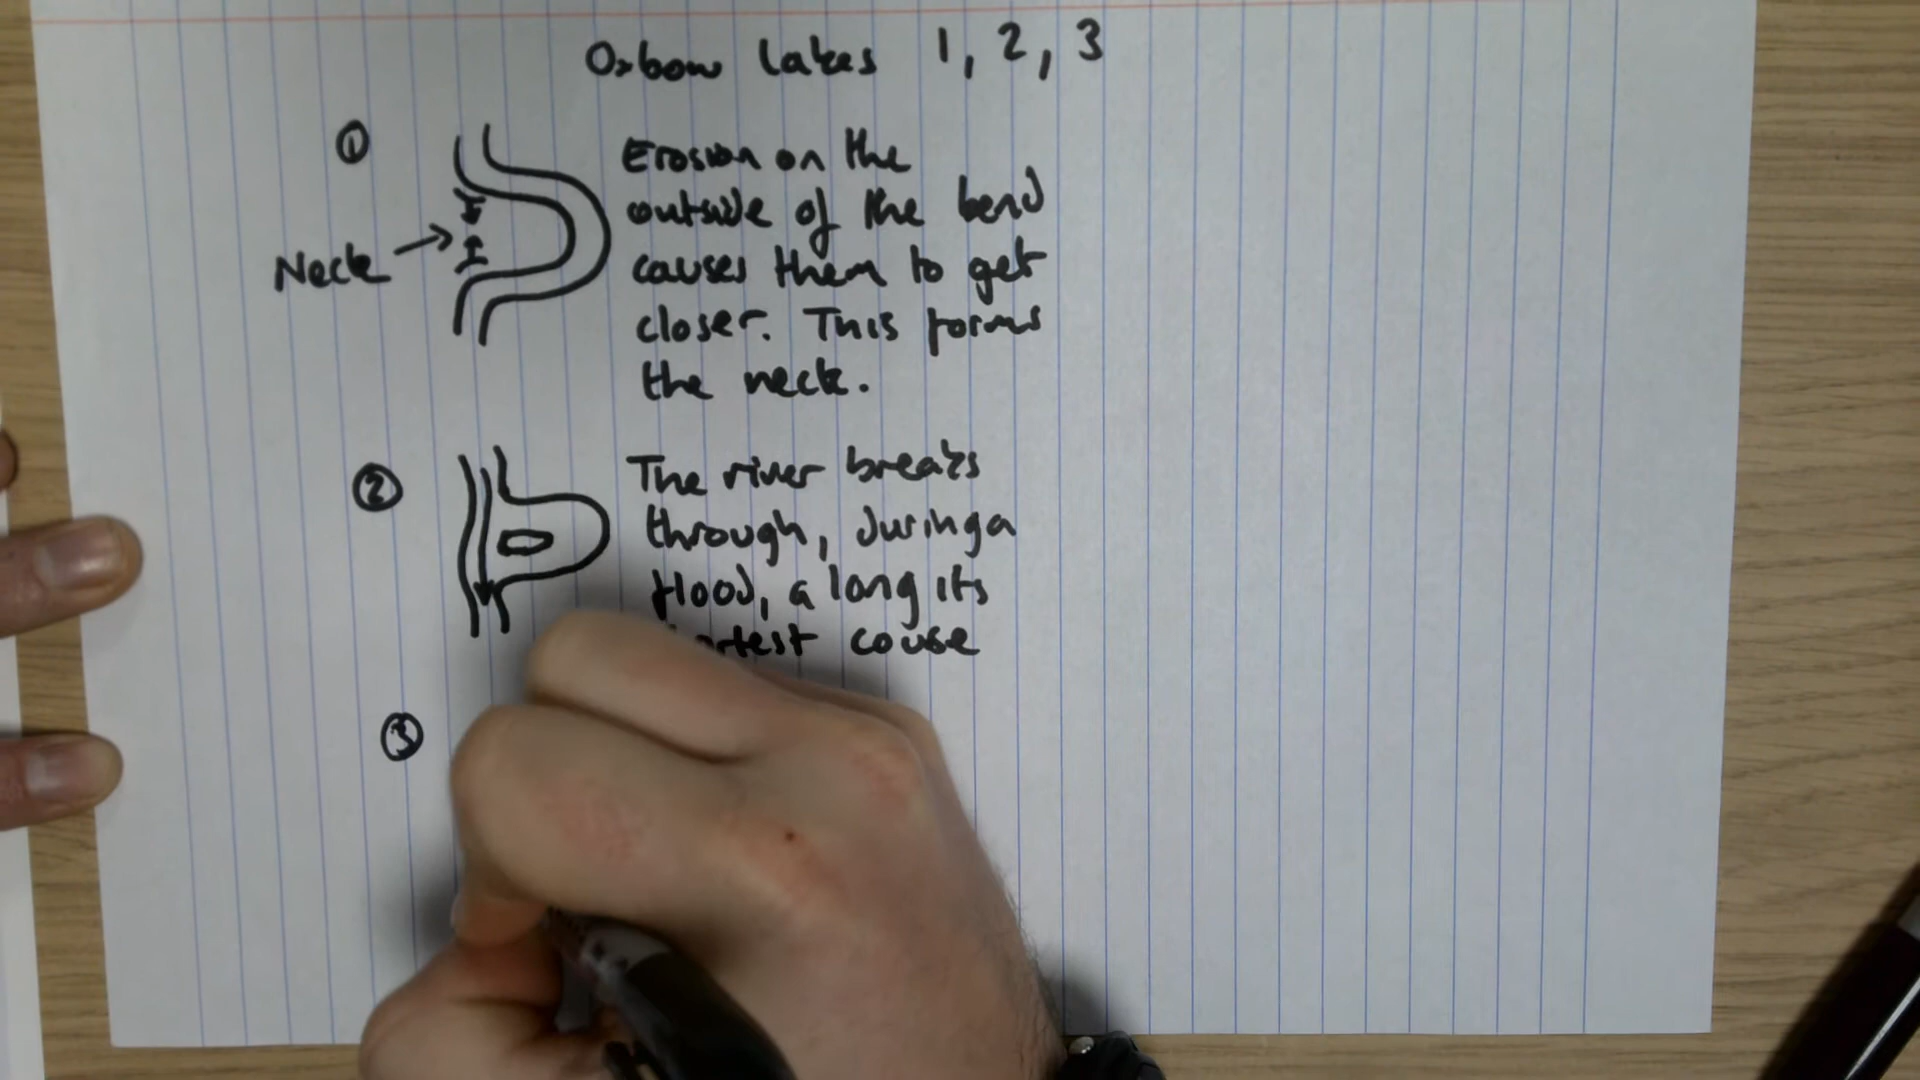 Oxbow Lakes 1, 2, 3
①
Neck
Erosion on the
outside of the bend
causes them to get
closer. This forms
the neck.
②
The river breaks
through, during a
flood, along its
couse
③